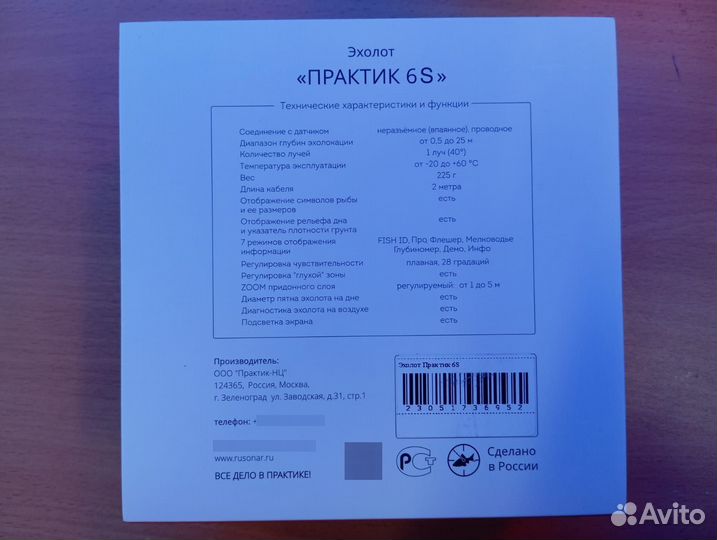 Эхолот
«ПРАКТИК 6S»
Технические характеристики и функции
Соединение с датчиком неразъёмное (впаянное), проводное
Диапазон глубин эхолокации от 0,5 до 25 м
Количество лучей 1 луч (40°)
Температура эксплуатации от -20 до +60 °C
Вес 225 г
Длина кабеля 2 метра
Отображение символов рыбы есть
и ее размеров
Отображение рельефа дна есть
и указатель плотности грунта
7 режимов отображения FISH ID, Про, Флешер, Мелководье
информации Глубиномер, Демо, Инфо
Регулировка чувствительности плавная, 28 градаций
Регулировка "глухой" зоны есть
ZOOM придонного слоя регулируемый: от 1 до 5 м
Диаметр пятна эхолота на дне есть
Диагностика эхолота на воздухе есть
Подсветка экрана есть
Производитель:
ООО "Практик-НЦ"
124365, Россия, Москва,
г. Зеленоград ул. Заводская, д.31, стр.1
телефон: +
www.rusonar.ru
ВСЕ ДЕЛО В ПРАКТИКЕ!
Эхолот Практик 6S
23051736952
РСТ
Сделано
в России
Avito